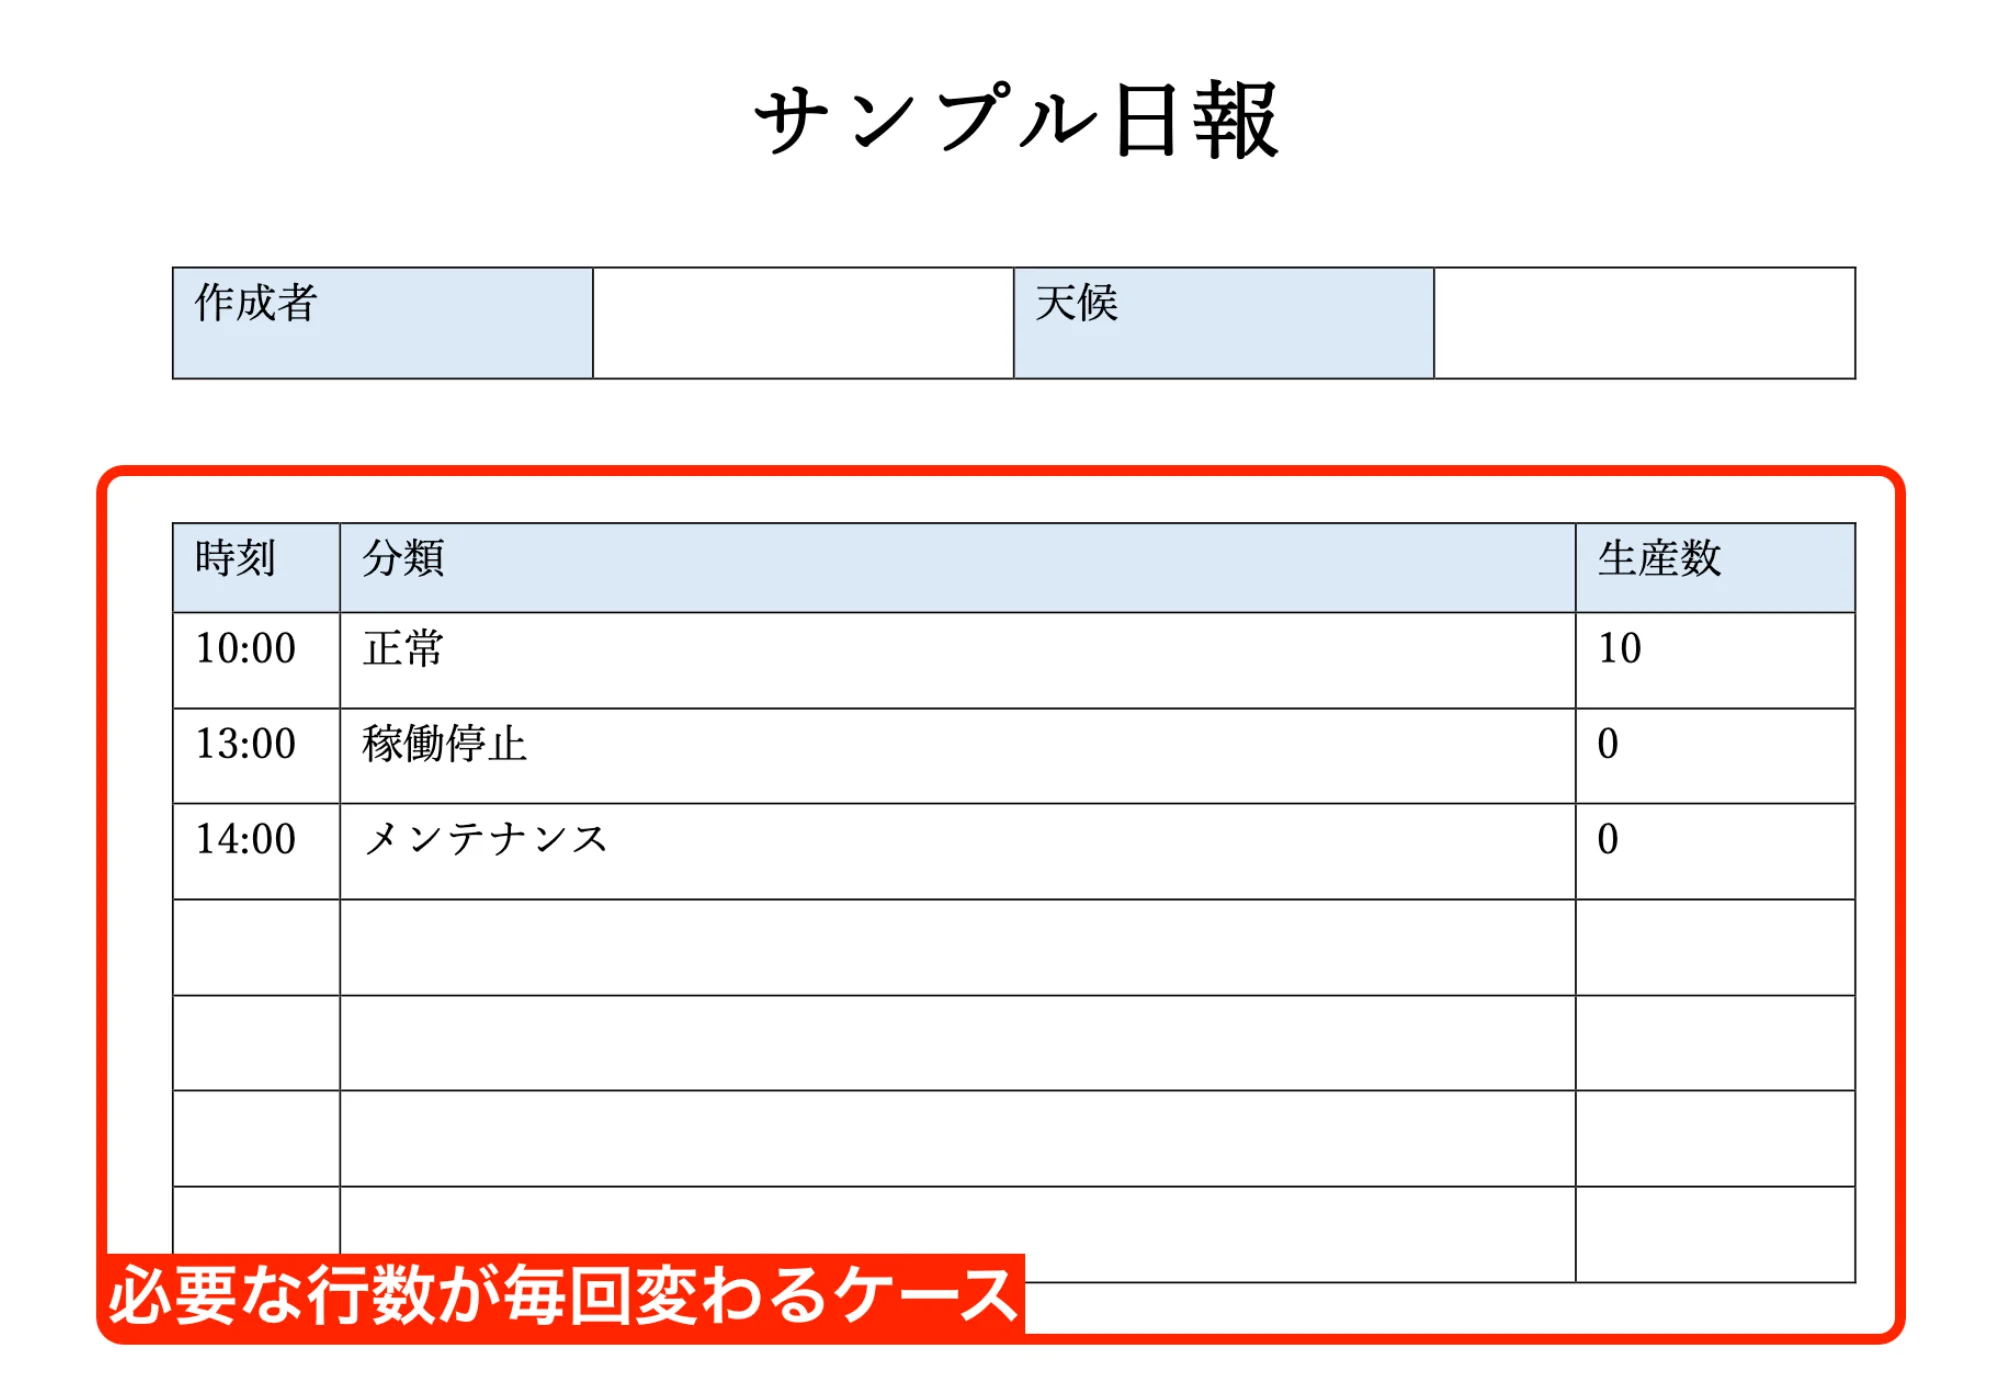 サンプル日報
作成者 天候
時刻 分類 生産数
10:00 正常 10
13:00 稼働停止 0
14:00 メンテナンス 0
必要な行数が毎回変わるケース